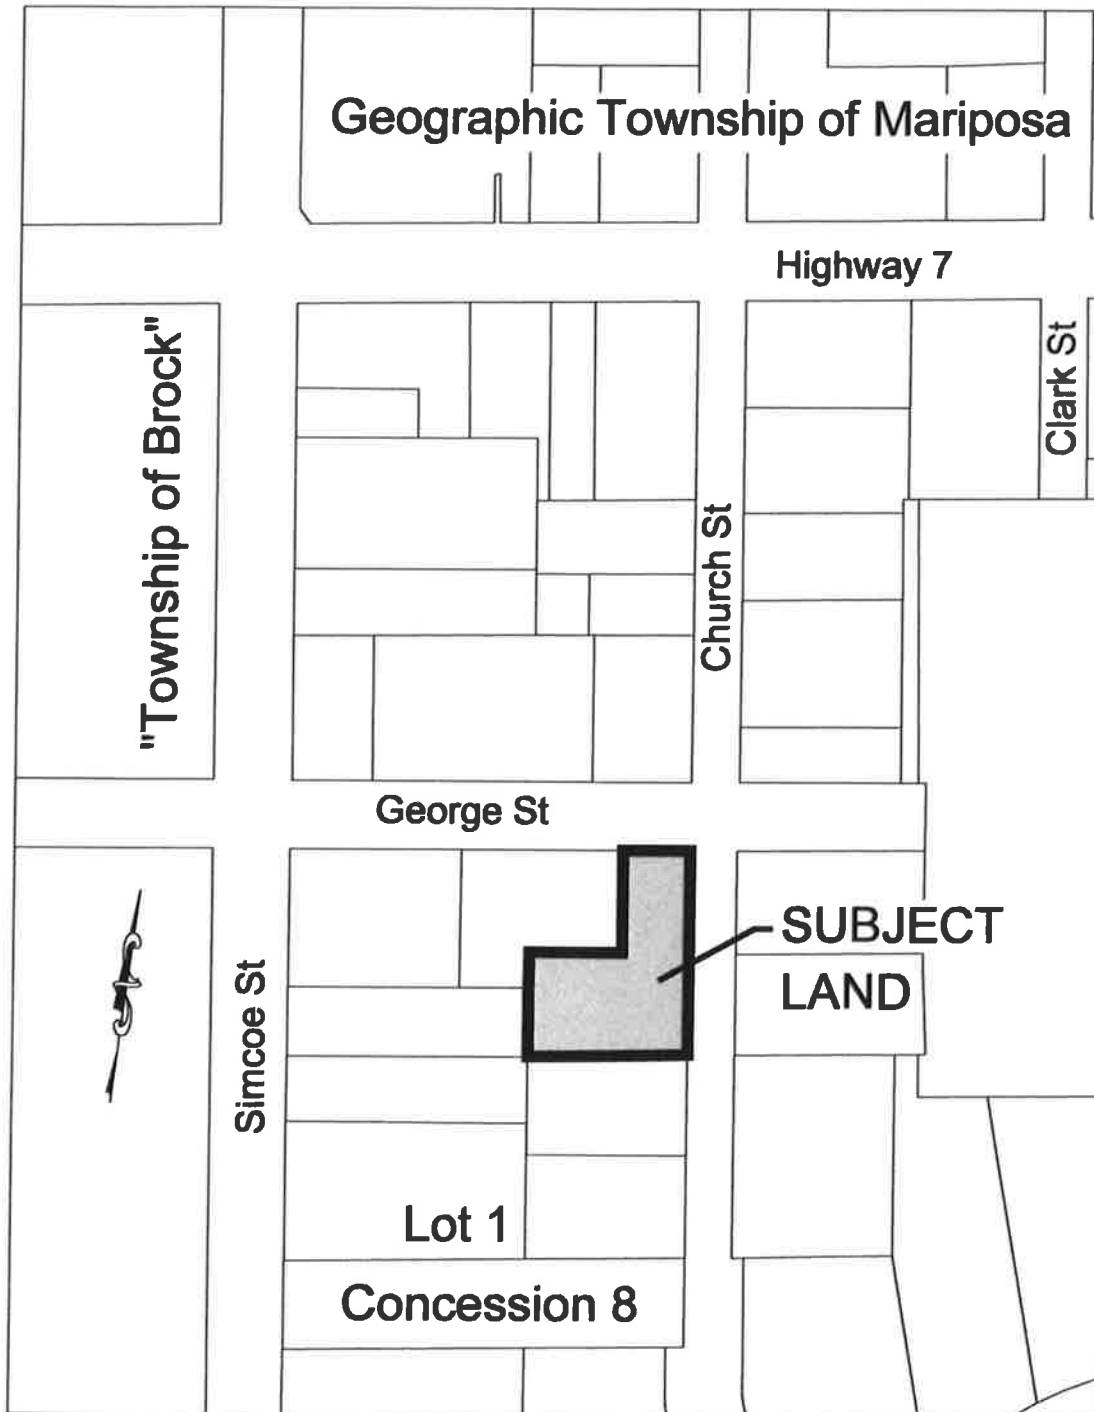 Geographic Township of Mariposa
Highway 7
"Township of Brock"
Clark St
Church St
George St
SUBJECT
LAND
Simcoe St
Lot 1
Concession 8